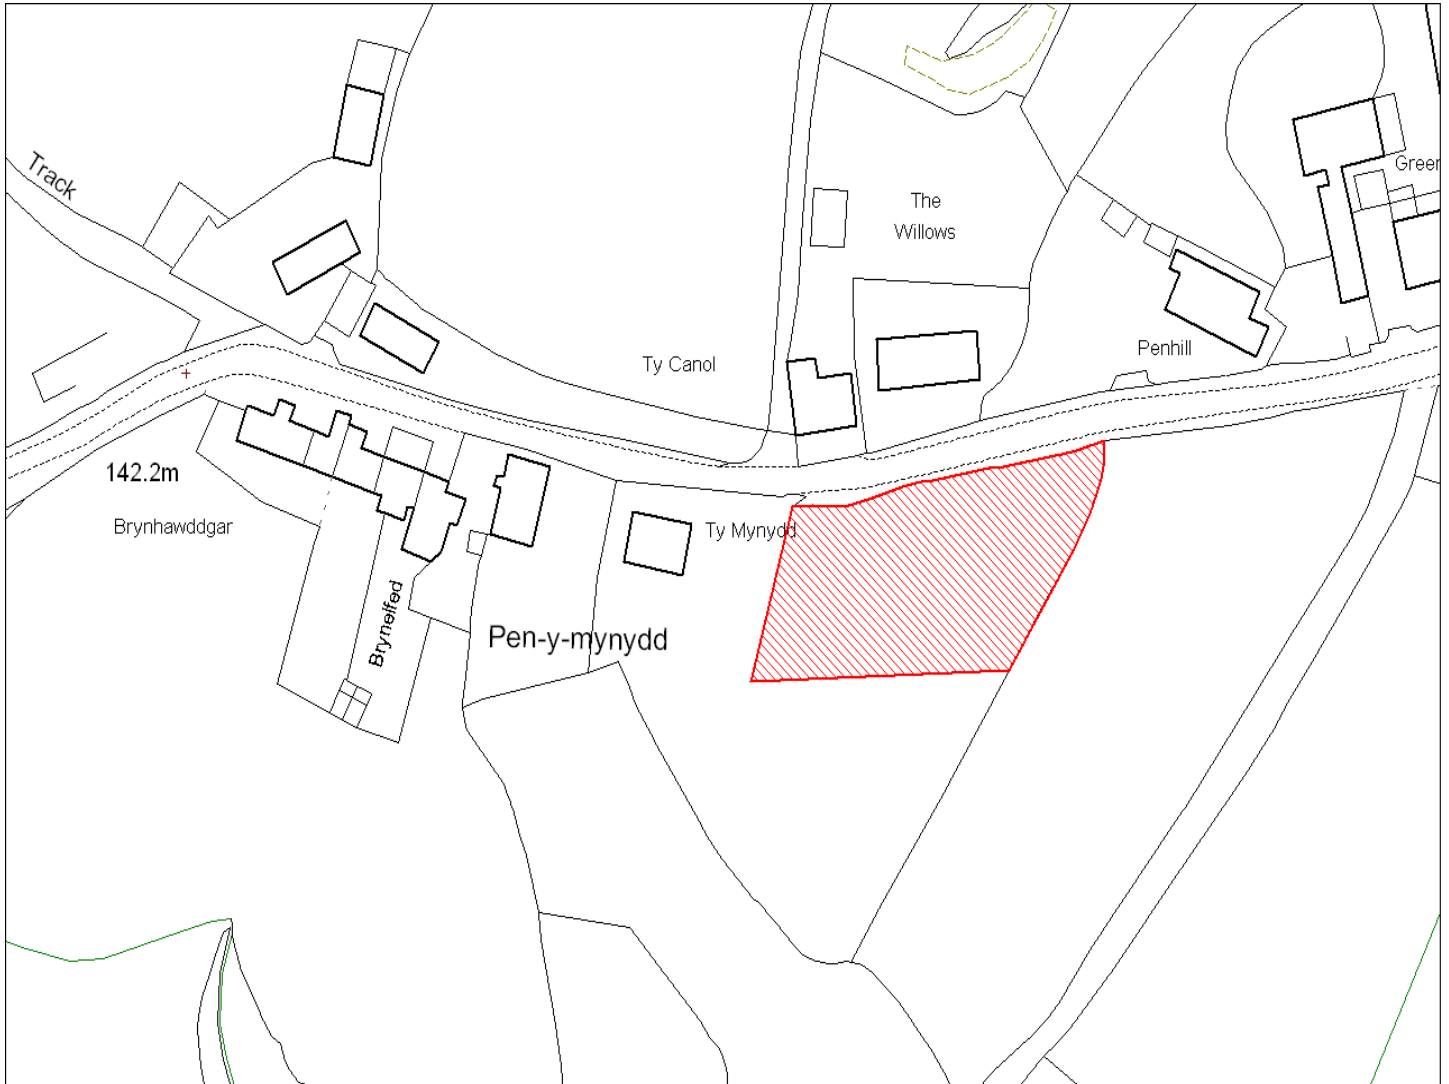 Track
The
Willows
Green
Ty Canol
Penhill
142.2m
Brynhawddgar
Ty Mynydd
Brynelfed
Pen-y-mynydd